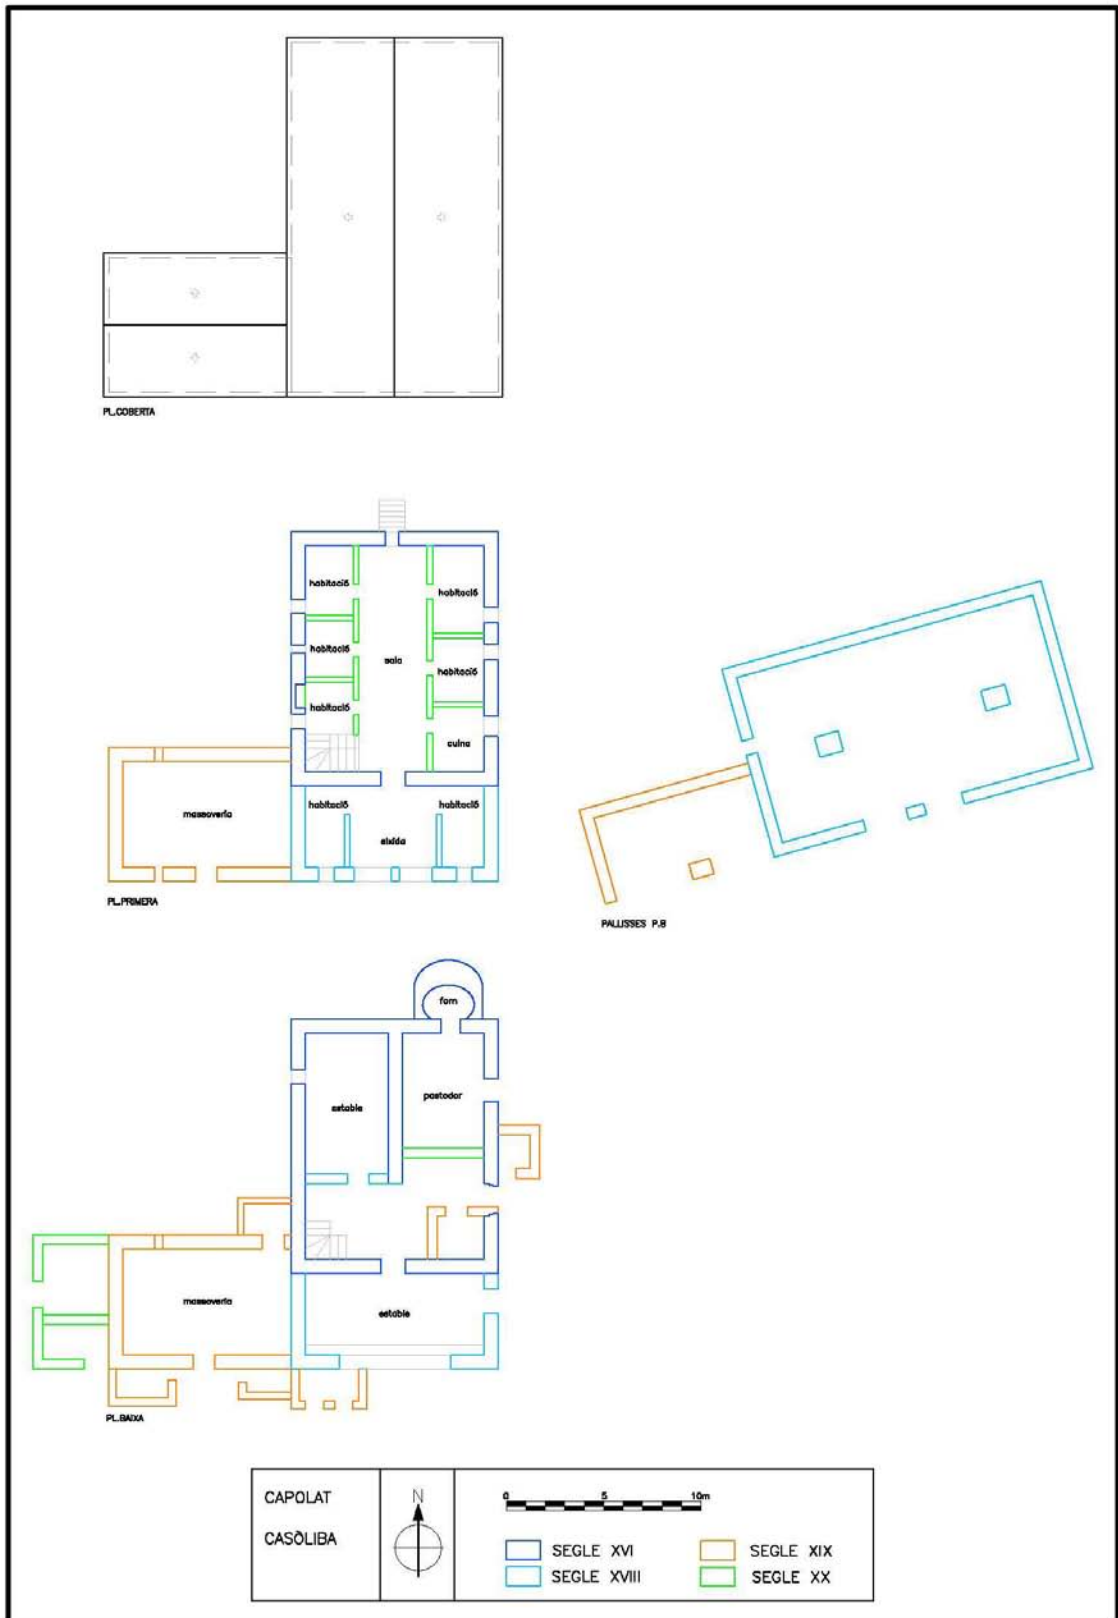 PL.COBERTA
habitació
habitació
habitació
sala
habitació
habitació
habitació
cuina
habitació
habitació
masoveria
eixida
PL.PRIMERA
PALLISSES P.B
forn
estable
pastador
masoveria
estable
PL.BAIXA
CAPOLAT
CASÒLIBA
N
0 5 10m
SEGLE XVI
SEGLE XVIII
SEGLE XIX
SEGLE XX